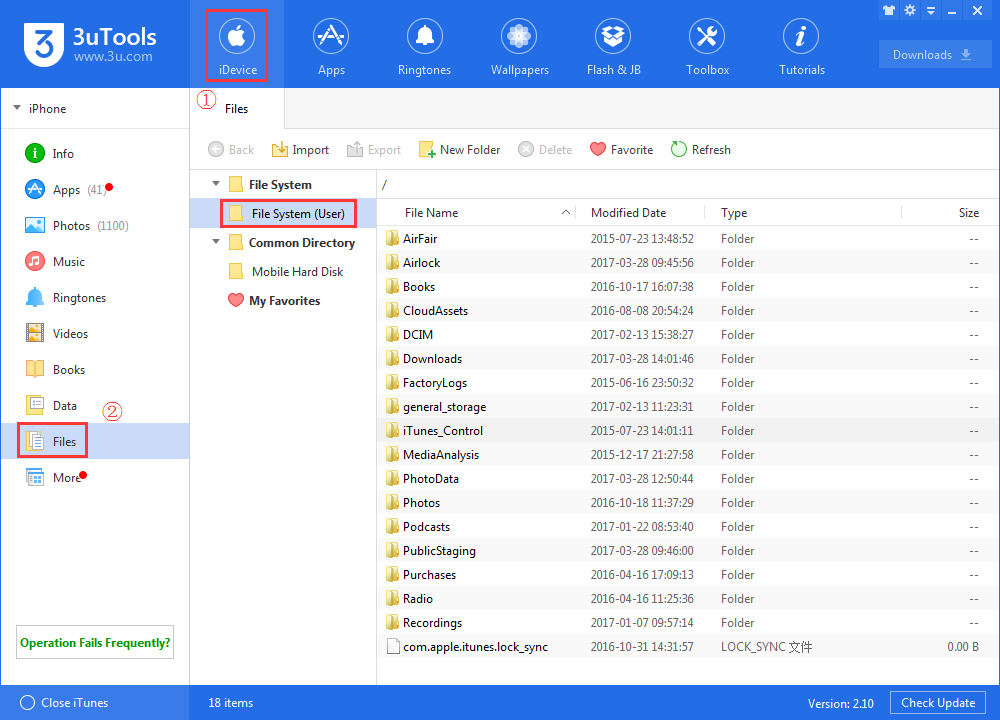 3uTools
www.3u.com
iDevice
Apps
Ringtones
Wallpapers
Flash & JB
Toolbox
Tutorials
Downloads
iPhone
①
Files
Info
Apps (41)
Photos (1100)
Music
Ringtones
Videos
Books
Data
②
Files
More
Operation Fails Frequently?
Back Import Export New Folder Delete Favorite Refresh
File System
File System (User)
Common Directory
Mobile Hard Disk
My Favorites
/
File Name Modified Date Type Size
AirFair 2015-07-23 13:48:52 Folder --
Airlock 2017-03-28 09:45:56 Folder --
Books 2016-10-17 16:07:38 Folder --
CloudAssets 2016-08-08 20:54:24 Folder --
DCIM 2017-02-13 15:38:27 Folder --
Downloads 2017-03-28 14:01:46 Folder --
FactoryLogs 2015-06-16 23:50:32 Folder --
general_storage 2017-02-13 11:23:31 Folder --
iTunes_Control 2015-07-23 14:01:11 Folder --
MediaAnalysis 2015-12-17 21:27:58 Folder --
PhotoData 2017-03-28 12:50:44 Folder --
Photos 2016-10-18 11:37:29 Folder --
Podcasts 2017-01-22 08:53:40 Folder --
PublicStaging 2017-03-28 09:46:00 Folder --
Purchases 2016-04-16 17:09:13 Folder --
Radio 2016-04-16 11:25:36 Folder --
Recordings 2017-01-07 09:57:14 Folder --
com.apple.itunes.lock_sync 2016-10-31 14:31:57 LOCK_SYNC 文件 0.00 B
Close iTunes
18 items
Version: 2.10
Check Update